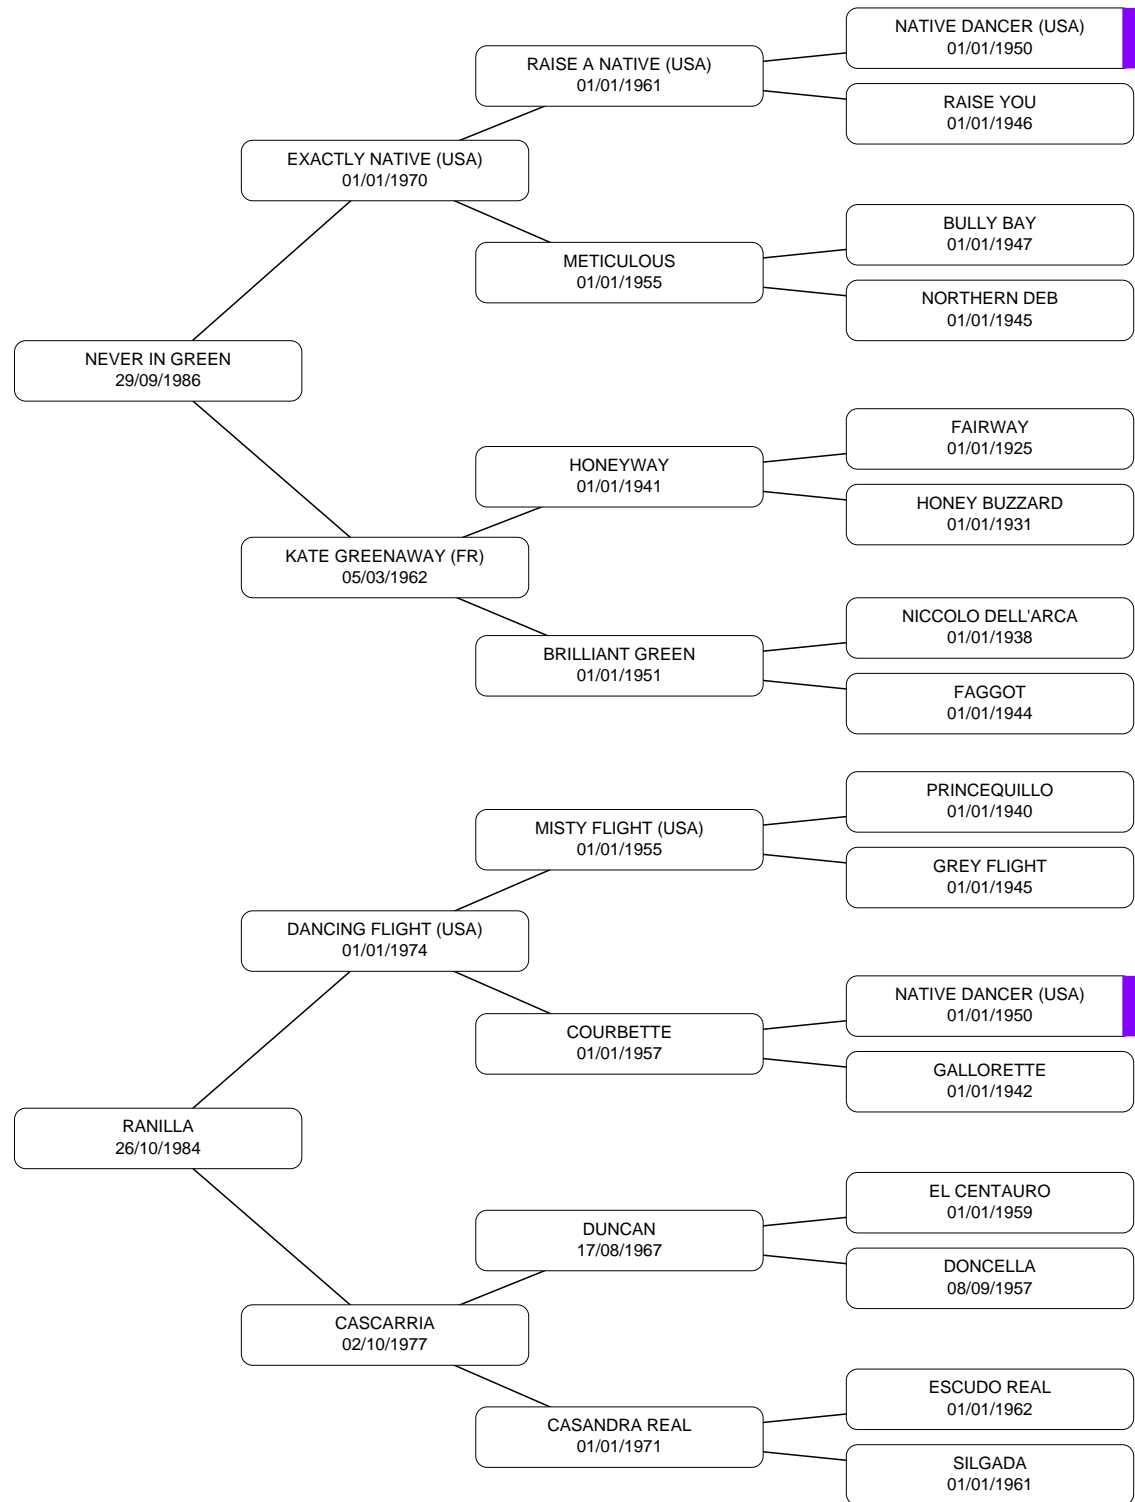 NATIVE DANCER (USA)
01/01/1950
RAISE A NATIVE (USA)
01/01/1961
RAISE YOU
01/01/1946
EXACTLY NATIVE (USA)
01/01/1970
BULLY BAY
01/01/1947
METICULOUS
01/01/1955
NORTHERN DEB
01/01/1945
NEVER IN GREEN
29/09/1986
FAIRWAY
01/01/1925
HONEYWAY
01/01/1941
HONEY BUZZARD
01/01/1931
KATE GREENAWAY (FR)
05/03/1962
NICCOLO DELL'ARCA
01/01/1938
BRILLIANT GREEN
01/01/1951
FAGGOT
01/01/1944
PRINCEQUILLO
01/01/1940
MISTY FLIGHT (USA)
01/01/1955
GREY FLIGHT
01/01/1945
DANCING FLIGHT (USA)
01/01/1974
NATIVE DANCER (USA)
01/01/1950
COURBETTE
01/01/1957
GALLORETTE
01/01/1942
RANILLA
26/10/1984
EL CENTAURO
01/01/1959
DUNCAN
17/08/1967
DONCELLA
08/09/1957
CASCARRIA
02/10/1977
ESCUDO REAL
01/01/1962
CASANDRA REAL
01/01/1971
SILGADA
01/01/1961